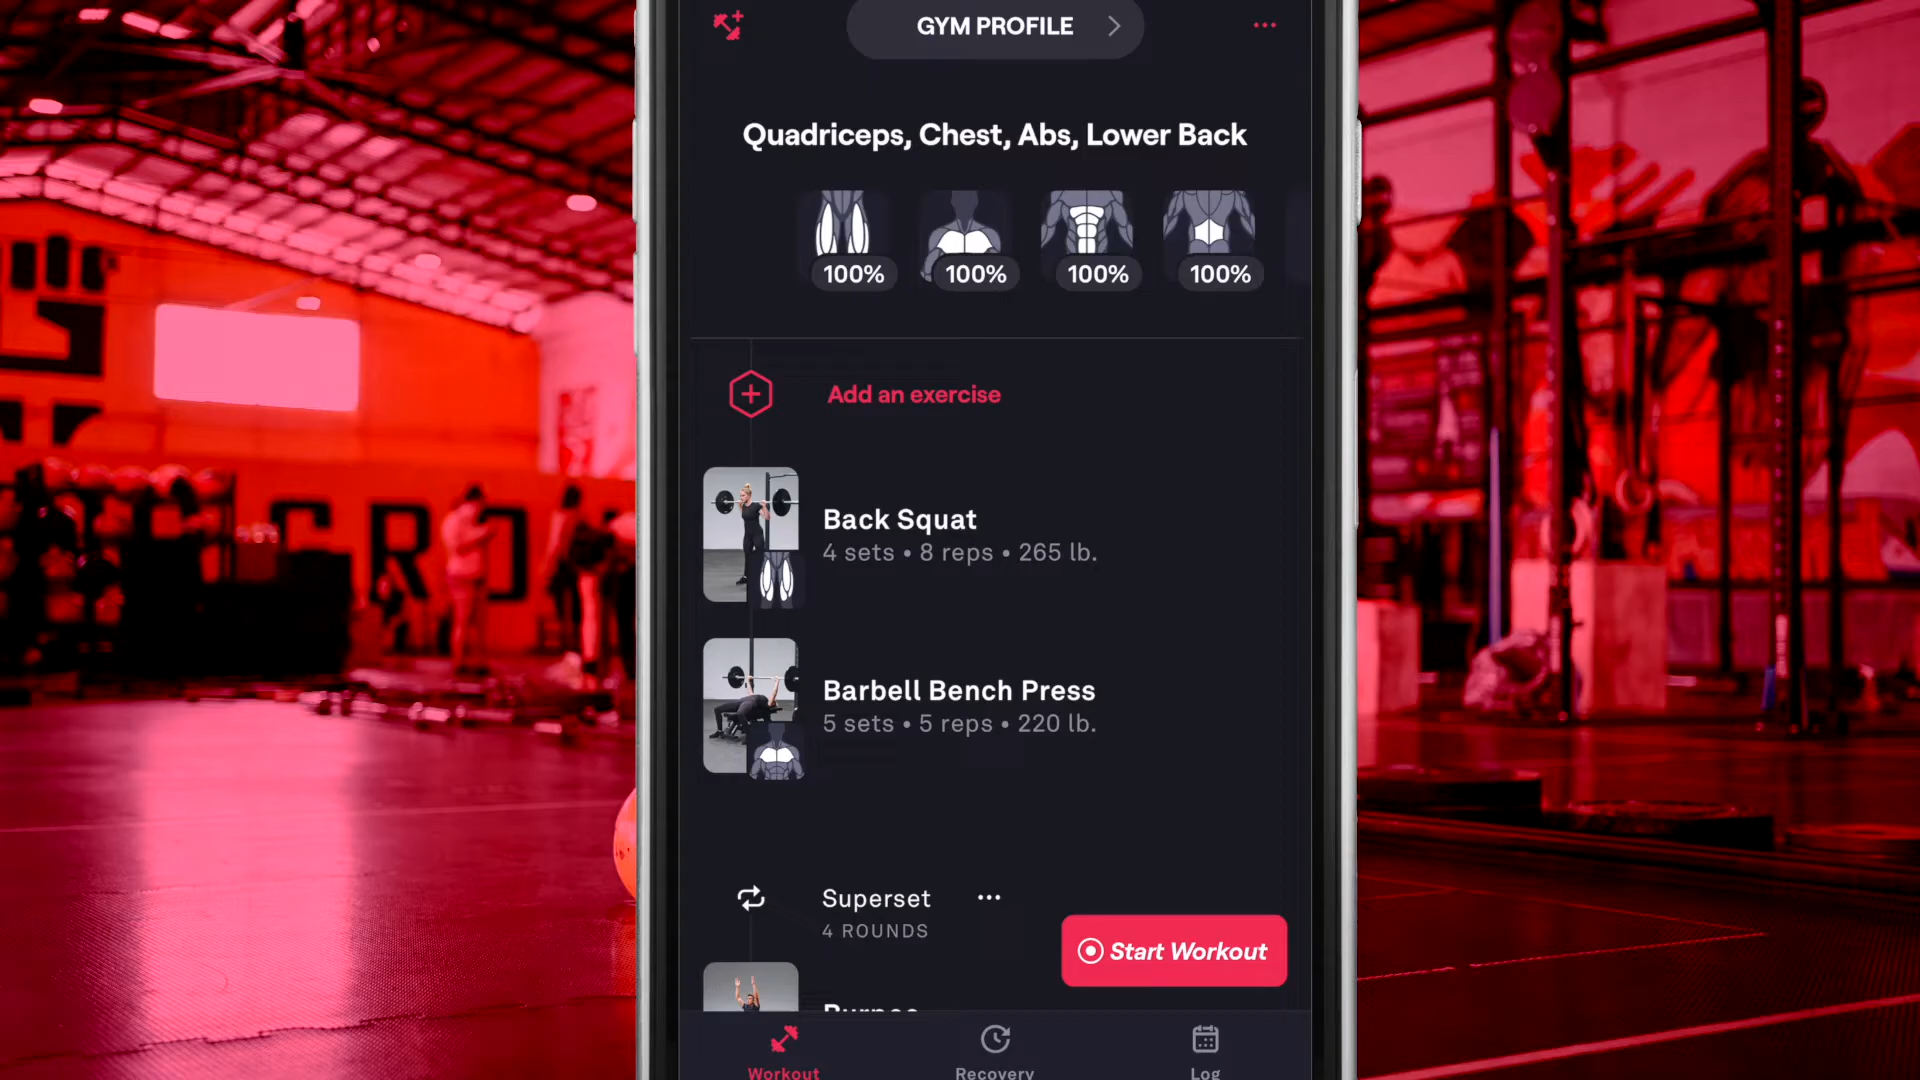 GYM PROFILE
Quadriceps, Chest, Abs, Lower Back
100% 100% 100% 100%
Add an exercise
Back Squat
4 sets • 8 reps • 265 lb.
Barbell Bench Press
5 sets • 5 reps • 220 lb.
Superset
4 ROUNDS
Start Workout
Workout Recovery Log